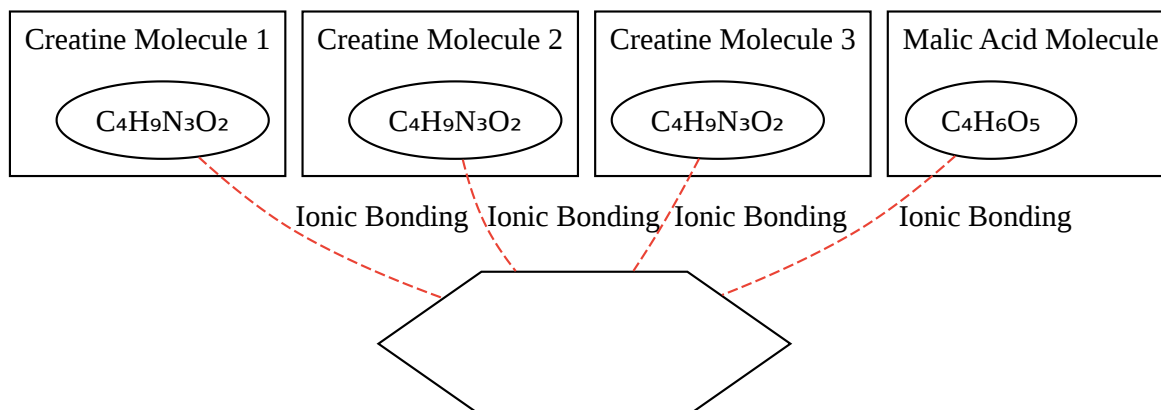 Creatine Molecule 1
Creatine Molecule 2
Creatine Molecule 3
Malic Acid Molecule
C₄H₉N₃O₂
C₄H₉N₃O₂
C₄H₉N₃O₂
C₄H₆O₅
Ionic Bonding
Ionic Bonding
Ionic Bonding
Ionic Bonding